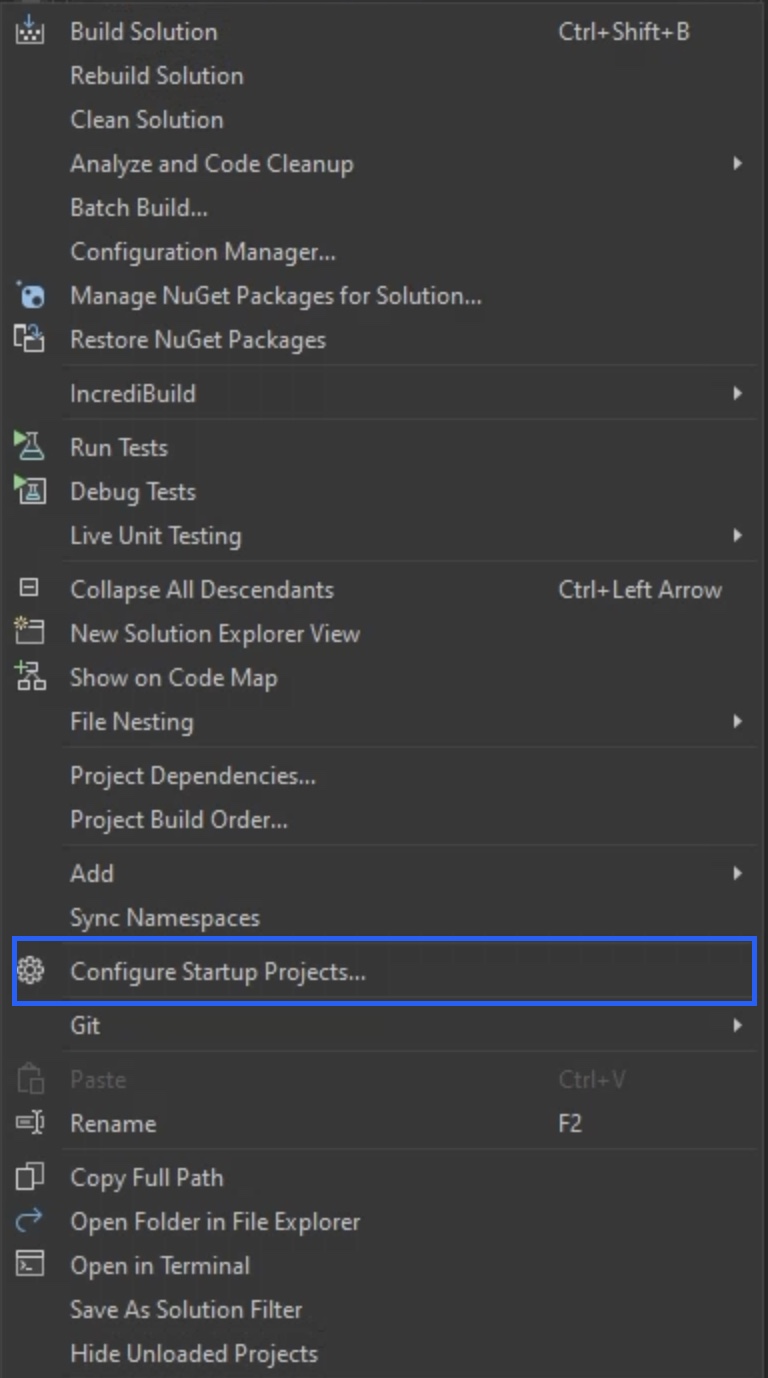 Build Solution Ctrl+Shift+B
Rebuild Solution
Clean Solution
Analyze and Code Cleanup
Batch Build...
Configuration Manager...
Manage NuGet Packages for Solution...
Restore NuGet Packages
IncrediBuild
Run Tests
Debug Tests
Live Unit Testing
Collapse All Descendants Ctrl+Left Arrow
New Solution Explorer View
Show on Code Map
File Nesting
Project Dependencies...
Project Build Order...
Add
Sync Namespaces
Configure Startup Projects...
Git
Paste Ctrl+V
Rename F2
Copy Full Path
Open Folder in File Explorer
Open in Terminal
Save As Solution Filter
Hide Unloaded Projects